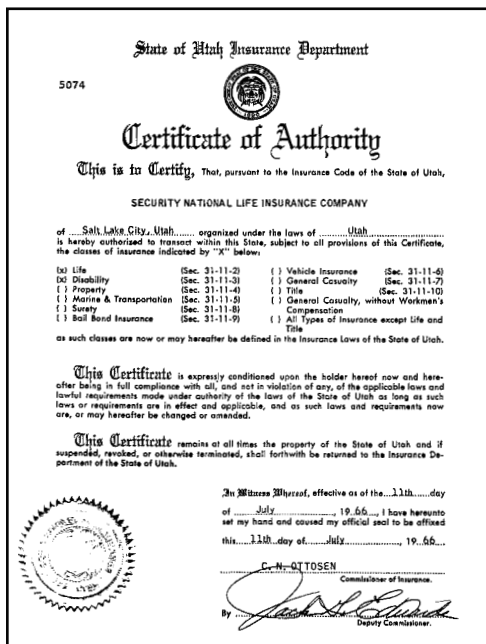 State of Utah Insurance Department
5074
1896
Certificate of Authority
This is to Certify, That, pursuant to the Insurance Code of the State of Utah,
SECURITY NATIONAL LIFE INSURANCE COMPANY
of Salt Lake City, Utah organized under the laws of Utah
is hereby authorized to transact within this State, subject to all provisions of this Certificate,
the classes of insurance indicated by "X" below:
(x) Life (Sec. 31-11-2) ( ) Vehicle Insurance (Sec. 31-11-6)
(x) Disability (Sec. 31-11-3) ( ) General Casualty (Sec. 31-11-7)
( ) Property (Sec. 31-11-4) ( ) Title (Sec. 31-11-10)
( ) Marine & Transportation (Sec. 31-11-5) ( ) General Casualty, without Workmen's
( ) Surety (Sec. 31-11-8) Compensation
( ) Bail Bond Insurance (Sec. 31-11-9) ( ) All Types of Insurance except Life and
Title
as such classes are now or may hereafter be defined in the Insurance Laws of the State of Utah.
This Certificate is expressly conditioned upon the holder hereof now and here-
after being in full compliance with all, and not in violation of any, of the applicable laws and
lawful requirements made under authority of the laws of the State of Utah as long as such
laws or requirements are in effect and applicable, and as such laws and requirements now
are, or may hereafter be changed or amended.
This Certificate remains at all times the property of the State of Utah and if
suspended, revoked, or otherwise terminated, shall forthwith be returned to the Insurance De-
partment of the State of Utah.
In Witness Whereof, effective as of the 11th day
of July, 1966, I have hereunto
set my hand and caused my official seal to be affixed
this 11th day of July, 1966.
C. N. OTTOSEN
Commissioner of Insurance.
By
Deputy Commissioner.